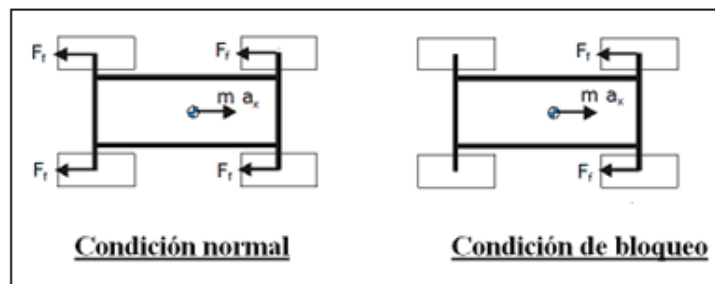 Ff Ff Ff
m ax m ax
Ff Ff Ff
Condición normal Condición de bloqueo